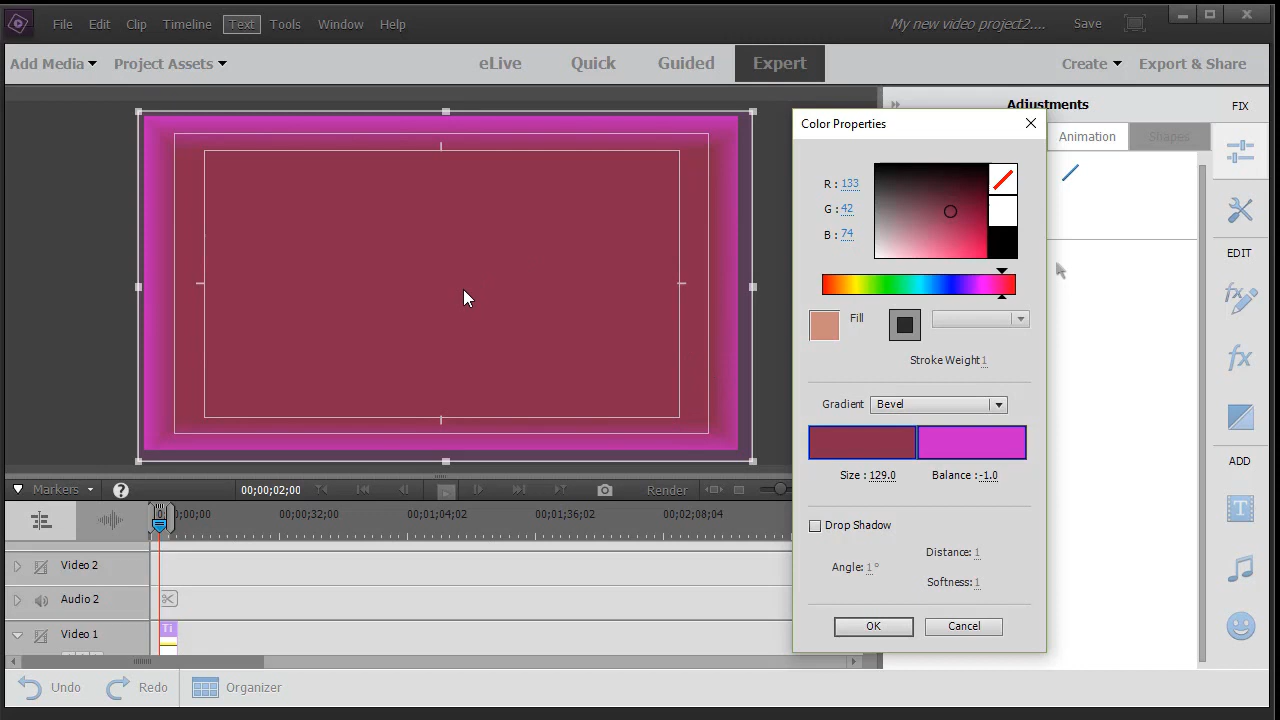 File Edit Clip Timeline Text Tools Window Help My new video project2.... Save
Add Media Project Assets eLive Quick Guided Expert Create Export & Share
Adjustments FIX
Color Properties
Animation Shapes
R : 133
G : 42
B : 74
EDIT
Fill
Stroke Weight 1
Gradient Bevel
ADD
Size : 129.0 Balance : -1.0
Markers ? 00;00;02;00 Render
00;00;32;00 00;01;04;02 00;01;36;02 00;02;08;04
Drop Shadow
Distance: 1
Angle: 1 °
Softness: 1
Video 2
Audio 2
Video 1 Ti
OK Cancel
Undo Redo Organizer